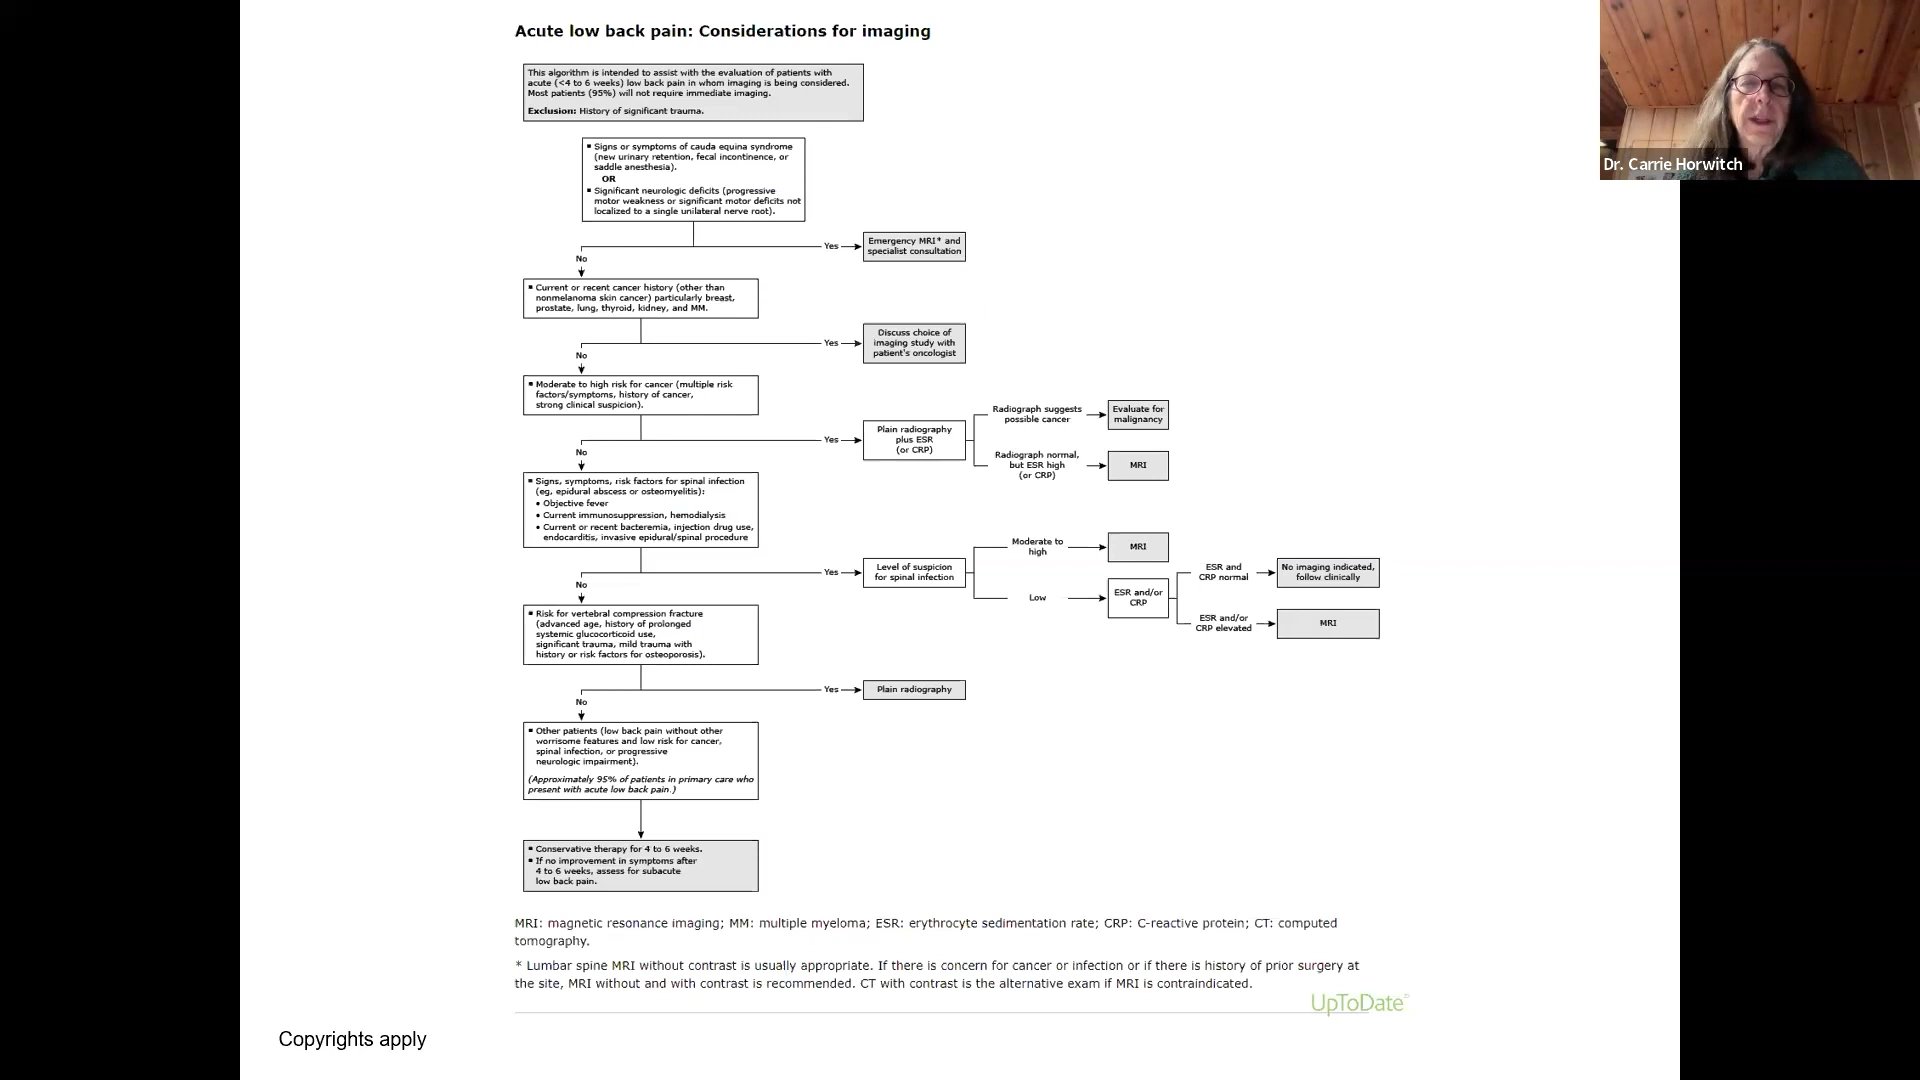 Acute low back pain: Considerations for imaging
This algorithm is intended to assist with the evaluation of patients with
acute (<4 to 6 weeks) low back pain in whom imaging is being considered.
Most patients (95%) will not require immediate imaging.
Exclusion: History of significant trauma.
▪ Signs or symptoms of cauda equina syndrome
(new urinary retention, fecal incontinence, or
saddle anesthesia).
OR
▪ Significant neurologic deficits (progressive
motor weakness or significant motor deficits not
localized to a single unilateral nerve root).
Yes
Emergency MRI* and
specialist consultation
No
▪ Current or recent cancer history (other than
nonmelanoma skin cancer) particularly breast,
prostate, lung, thyroid, kidney, and MM.
Yes
Discuss choice of
imaging study with
patient's oncologist
No
▪ Moderate to high risk for cancer (multiple risk
factors/symptoms, history of cancer,
strong clinical suspicion).
Yes
Plain radiography
plus ESR
(or CRP)
Radiograph suggests
possible cancer
Evaluate for
malignancy
Radiograph normal,
but ESR high
(or CRP)
MRI
No
▪ Signs, symptoms, risk factors for spinal infection
(eg, epidural abscess or osteomyelitis):
• Objective fever
• Current immunosuppression, hemodialysis
• Current or recent bacteremia, injection drug use,
endocarditis, invasive epidural/spinal procedure
Yes
Level of suspicion
for spinal infection
Moderate to
high
MRI
Low
ESR and/or
CRP
ESR and
CRP normal
No imaging indicated,
follow clinically
ESR and/or
CRP elevated
MRI
No
▪ Risk for vertebral compression fracture
(advanced age, history of prolonged
systemic glucocorticoid use,
significant trauma, mild trauma with
history or risk factors for osteoporosis).
Yes
Plain radiography
No
▪ Other patients (low back pain without other
worrisome features and low risk for cancer,
spinal infection, or progressive
neurologic impairment).
(Approximately 95% of patients in primary care who
present with acute low back pain.)
▪ Conservative therapy for 4 to 6 weeks.
▪ If no improvement in symptoms after
4 to 6 weeks, assess for subacute
low back pain.
MRI: magnetic resonance imaging; MM: multiple myeloma; ESR: erythrocyte sedimentation rate; CRP: C-reactive protein; CT: computed
tomography.
* Lumbar spine MRI without contrast is usually appropriate. If there is concern for cancer or infection or if there is history of prior surgery at
the site, MRI without and with contrast is recommended. CT with contrast is the alternative exam if MRI is contraindicated.
UpToDate®
Copyrights apply
Dr. Carrie Horwitch